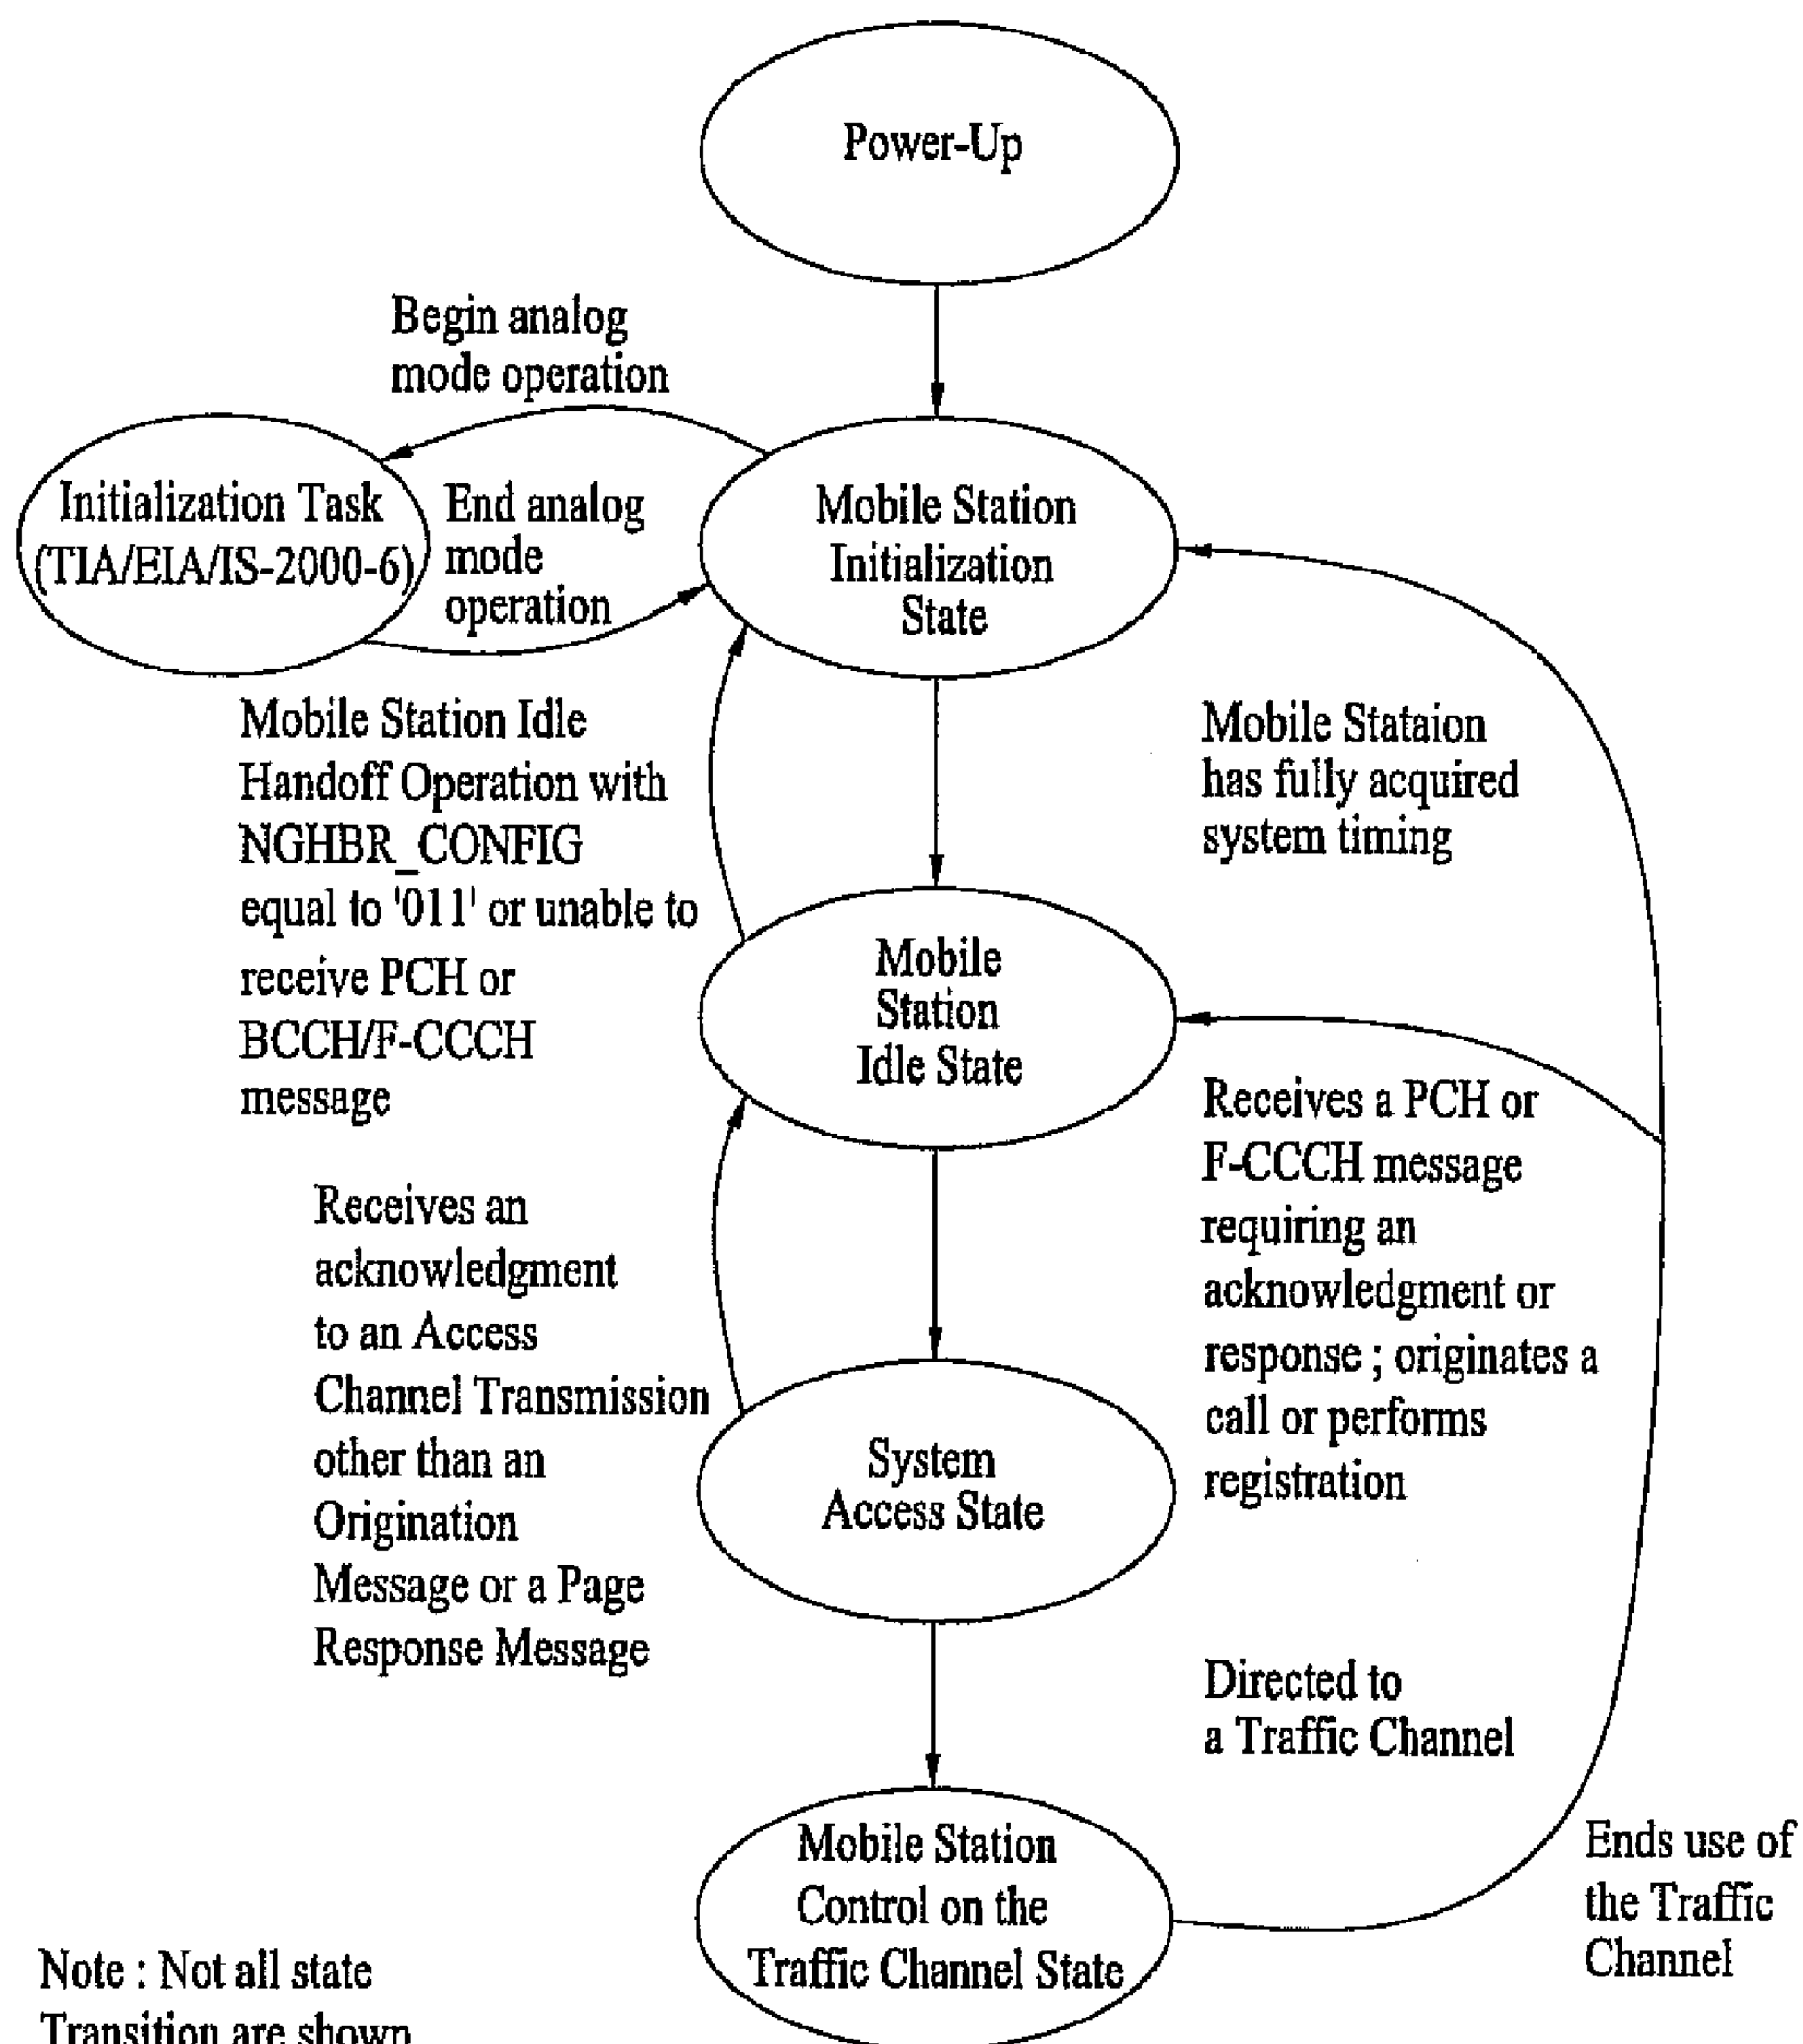 Power-Up
Begin analog
mode operation
Initialization Task
(TIA/EIA/IS-2000-6)
End analog
mode
operation
Mobile Station
Initialization
State
Mobile Station Idle
Handoff Operation with
NGHBR_CONFIG
equal to '011' or unable to
receive PCH or
BCCH/F-CCCH
message
Mobile Stataion
has fully acquired
system timing
Mobile
Station
Idle State
Receives a PCH or
F-CCCH message
requiring an
acknowledgment or
response ; originates a
call or performs
registration
Receives an
acknowledgment
to an Access
Channel Transmission
other than an
Origination
Message or a Page
Response Message
System
Access State
Directed to
a Traffic Channel
Mobile Station
Control on the
Traffic Channel State
Ends use of
the Traffic
Channel
Note : Not all state
Transition are shown